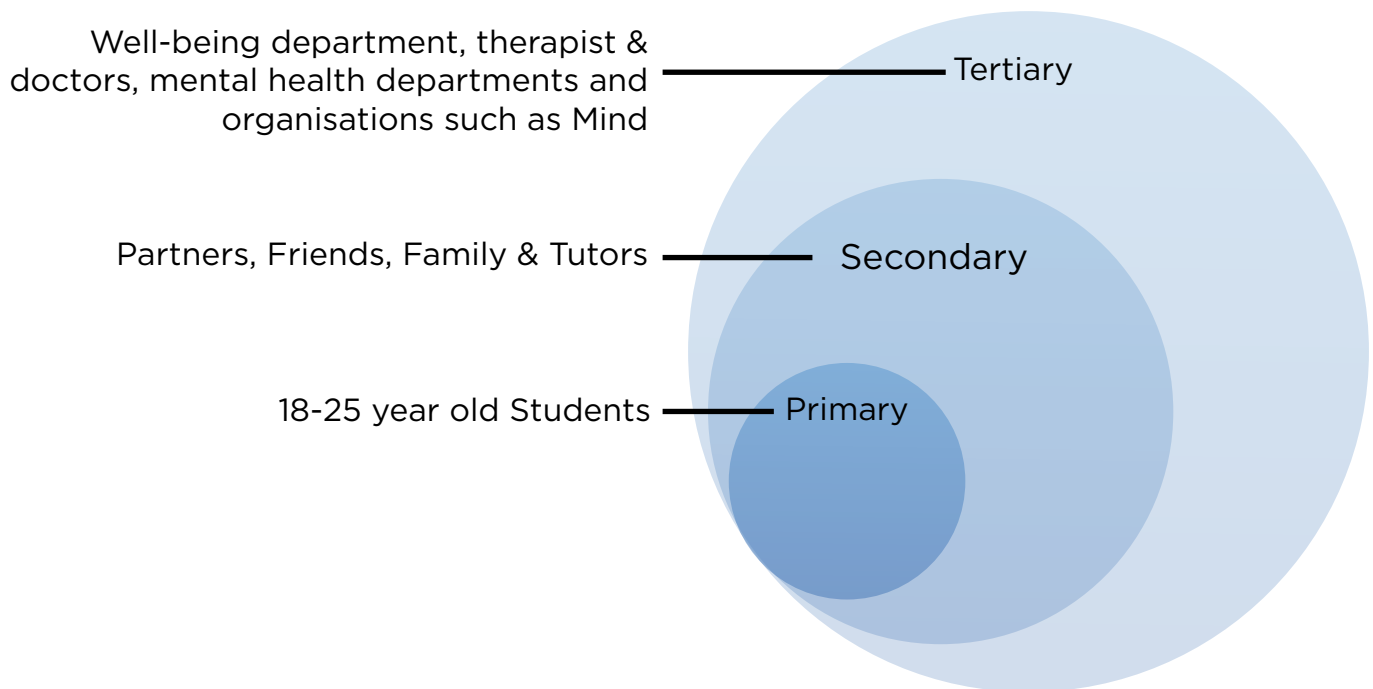 Well-being department, therapist &
doctors, mental health departments and
organisations such as Mind
Tertiary
Partners, Friends, Family & Tutors
Secondary
18-25 year old Students
Primary